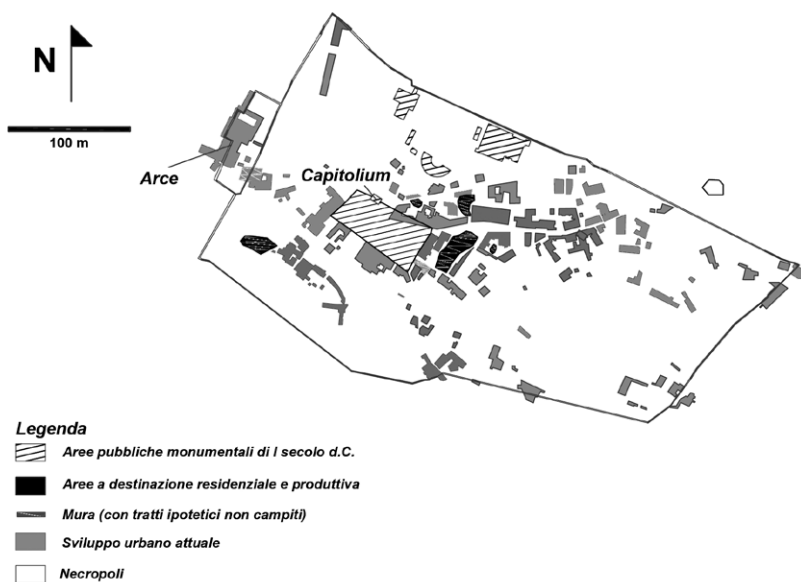 N
100 m
Arce
Capitolium
Legenda
Aree pubbliche monumentali di I secolo d.C.
Aree a destinazione residenziale e produttiva
Mura (con tratti ipotetici non campiti)
Sviluppo urbano attuale
Necropoli